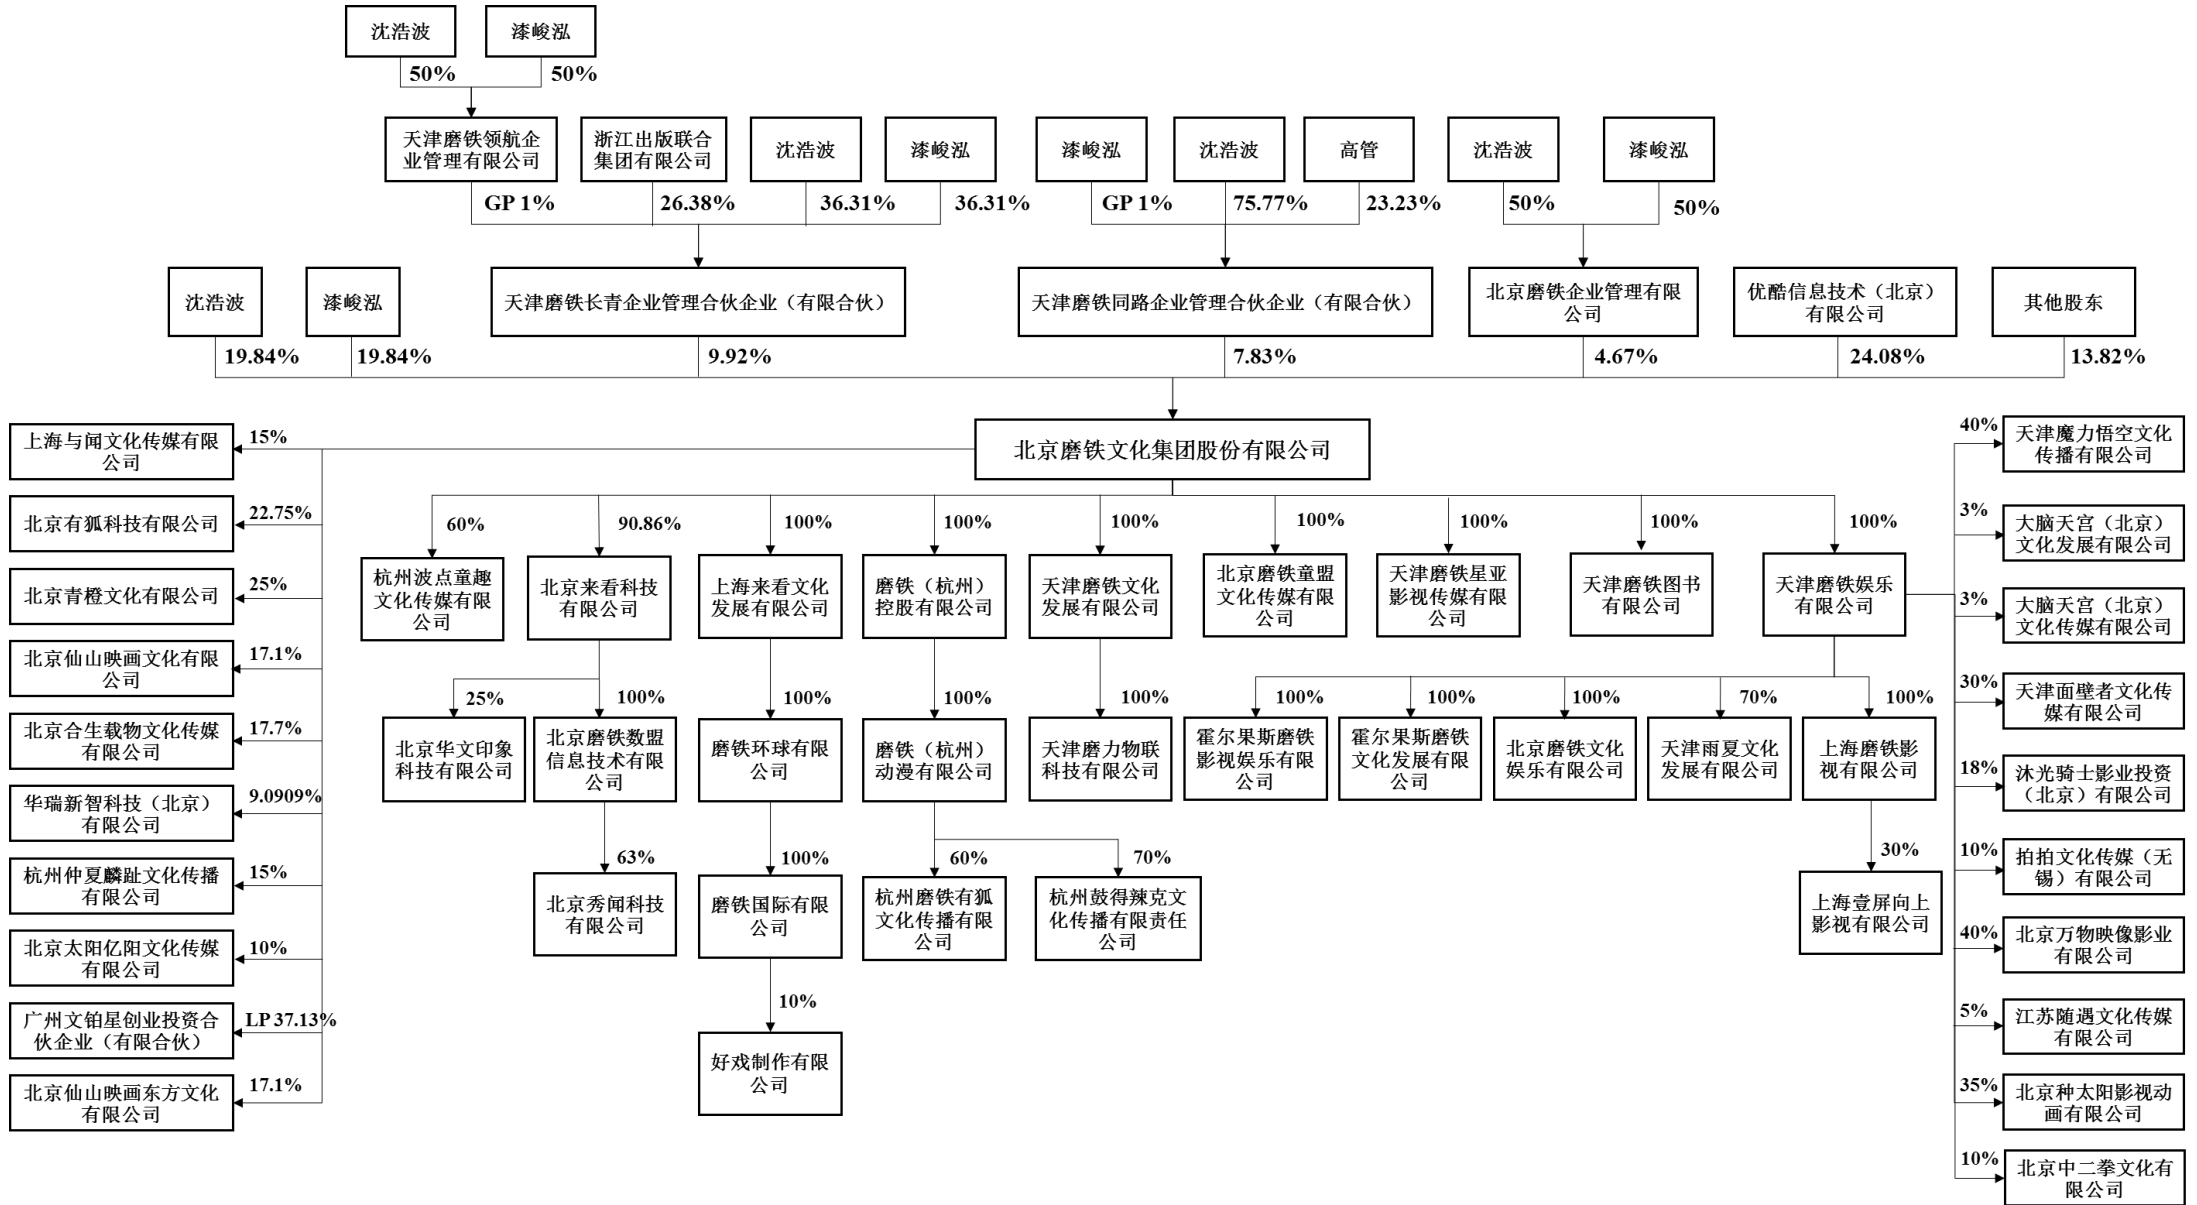 沈浩波
漆峻泓
50%
50%
天津磨铁领航企
业管理有限公司
浙江出版联合
集团有限公司
沈浩波
漆峻泓
漆峻泓
沈浩波
高管
沈浩波
漆峻泓
GP 1%
26.38%
36.31%
36.31%
GP 1%
75.77%
23.23%
50%
50%
沈浩波
漆峻泓
天津磨铁长青企业管理合伙企业（有限合伙）
天津磨铁同路企业管理合伙企业（有限合伙）
北京磨铁企业管理有限
公司
优酷信息技术（北京）
有限公司
其他股东
19.84%
19.84%
9.92%
7.83%
4.67%
24.08%
13.82%
北京磨铁文化集团股份有限公司
15%
上海与闻文化传媒有限
公司
22.75%
北京有狐科技有限公司
25%
北京青橙文化有限公司
17.1%
北京仙山映画文化有限
公司
17.7%
北京合生载物文化传媒
有限公司
9.0909%
华瑞新智科技（北京）
有限公司
15%
杭州仲夏麟趾文化传播
有限公司
10%
北京太阳亿阳文化传媒
有限公司
LP 37.13%
广州文铂星创业投资合
伙企业（有限合伙）
17.1%
北京仙山映画东方文化
有限公司
60%
90.86%
100%
100%
100%
100%
100%
100%
100%
杭州波点童趣
文化传媒有限
公司
北京来看科技
有限公司
上海来看文化
发展有限公司
磨铁（杭州）
控股有限公司
天津磨铁文化
发展有限公司
北京磨铁童盟
文化传媒有限
公司
天津磨铁星亚
影视传媒有限
公司
天津磨铁图书
有限公司
天津磨铁娱乐
有限公司
25%
100%
100%
100%
100%
100%
100%
100%
70%
100%
北京华文印象
科技有限公司
北京磨铁数盟
信息技术有限
公司
磨铁环球有限
公司
磨铁（杭州）
动漫有限公司
天津磨力物联
科技有限公司
霍尔果斯磨铁
影视娱乐有限
公司
霍尔果斯磨铁
文化发展有限
公司
北京磨铁文化
娱乐有限公司
天津雨夏文化
发展有限公司
上海磨铁影
视有限公司
63%
100%
60%
70%
30%
北京秀闻科技
有限公司
磨铁国际有限
公司
杭州磨铁有狐
文化传播有限
公司
杭州鼓得辣克文
化传播有限责任
公司
上海壹屏向上
影视有限公司
10%
好戏制作有限
公司
40%
天津魔力悟空文化
传播有限公司
3%
大脑天宫（北京）
文化发展有限公司
3%
大脑天宫（北京）
文化传媒有限公司
30%
天津面壁者文化传
媒有限公司
18%
沐光骑士影业投资
（北京）有限公司
10%
拍拍文化传媒（无
锡）有限公司
40%
北京万物映像影业
有限公司
5%
江苏随遇文化传媒
有限公司
35%
北京种太阳影视动
画有限公司
10%
北京中二拳文化有
限公司